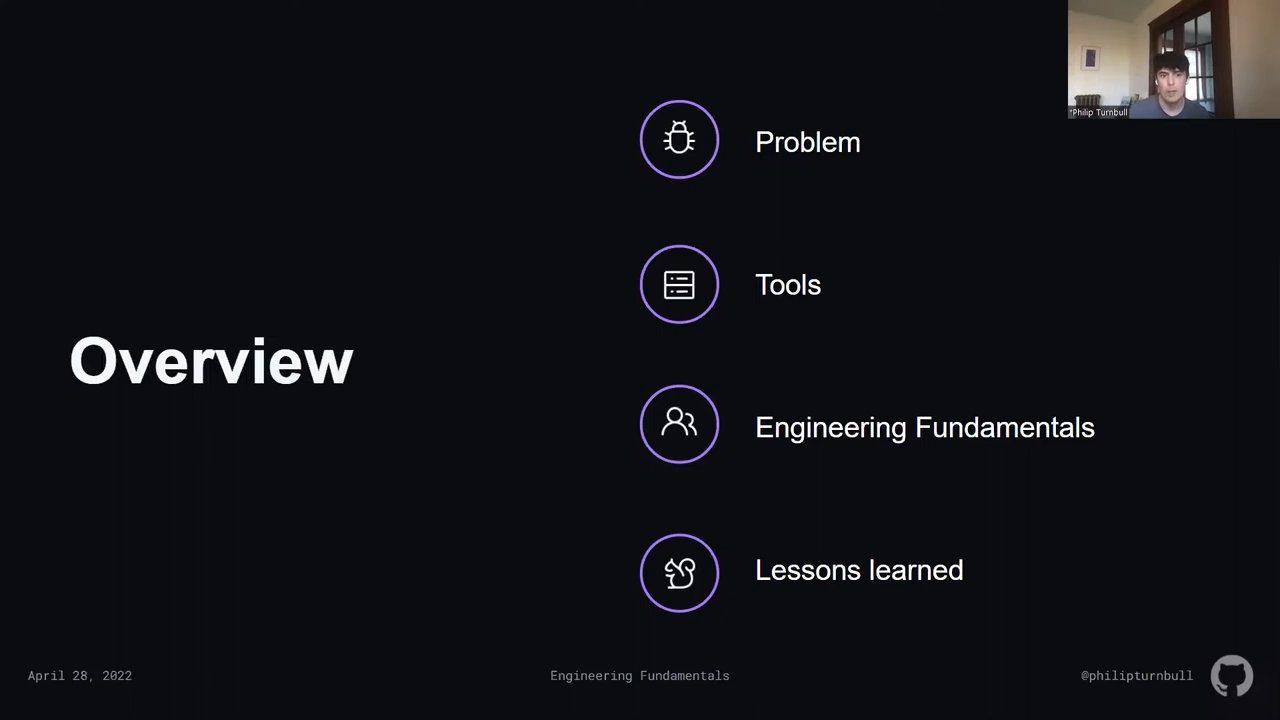 *Philip Turnbull
Problem
Tools
Overview
Engineering Fundamentals
Lessons learned
April 28, 2022
Engineering Fundamentals
@philipturnbull